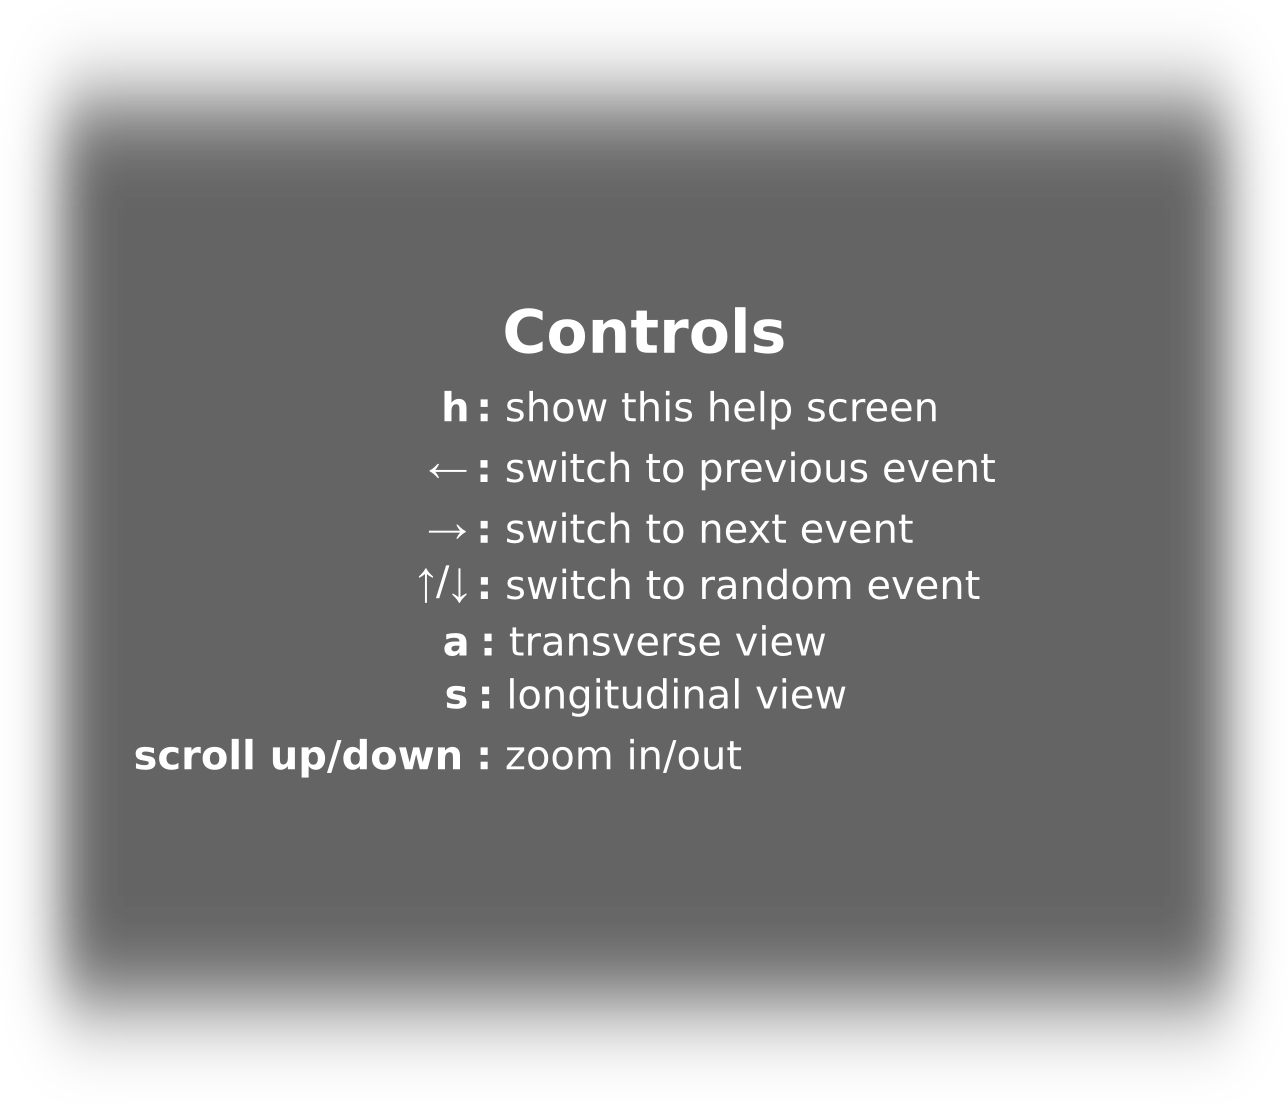 Controls
h : show this help screen
← : switch to previous event
→ : switch to next event
↑/↓ : switch to random event
a : transverse view
s : longitudinal view
scroll up/down : zoom in/out